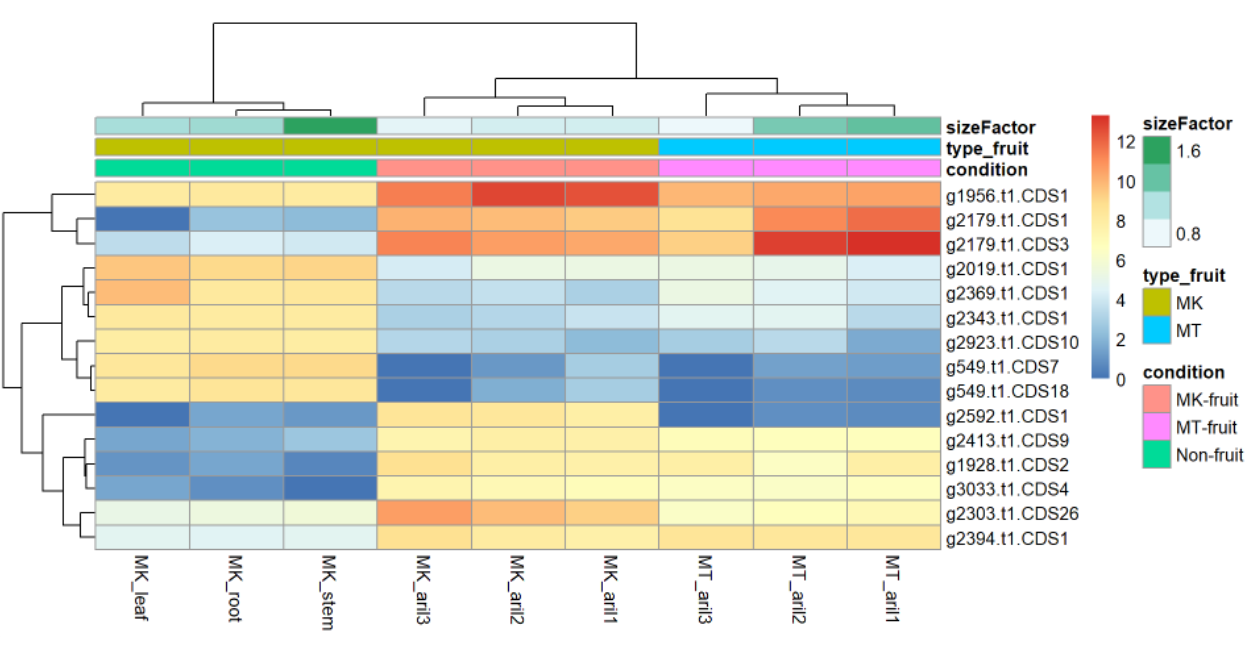 sizeFactor
type_fruit
condition
g1956.t1.CDS1
g2179.t1.CDS1
g2179.t1.CDS3
g2019.t1.CDS1
g2369.t1.CDS1
g2343.t1.CDS1
g2923.t1.CDS10
g549.t1.CDS7
g549.t1.CDS18
g2592.t1.CDS1
g2413.t1.CDS9
g1928.t1.CDS2
g3033.t1.CDS4
g2303.t1.CDS26
g2394.t1.CDS1
MK_leaf
MK_root
MK_stem
MK_aril3
MK_aril2
MK_aril1
MT_aril3
MT_aril2
MT_aril1
12
10
8
6
4
2
0
sizeFactor
1.6
0.8
type_fruit
MK
MT
condition
MK-fruit
MT-fruit
Non-fruit